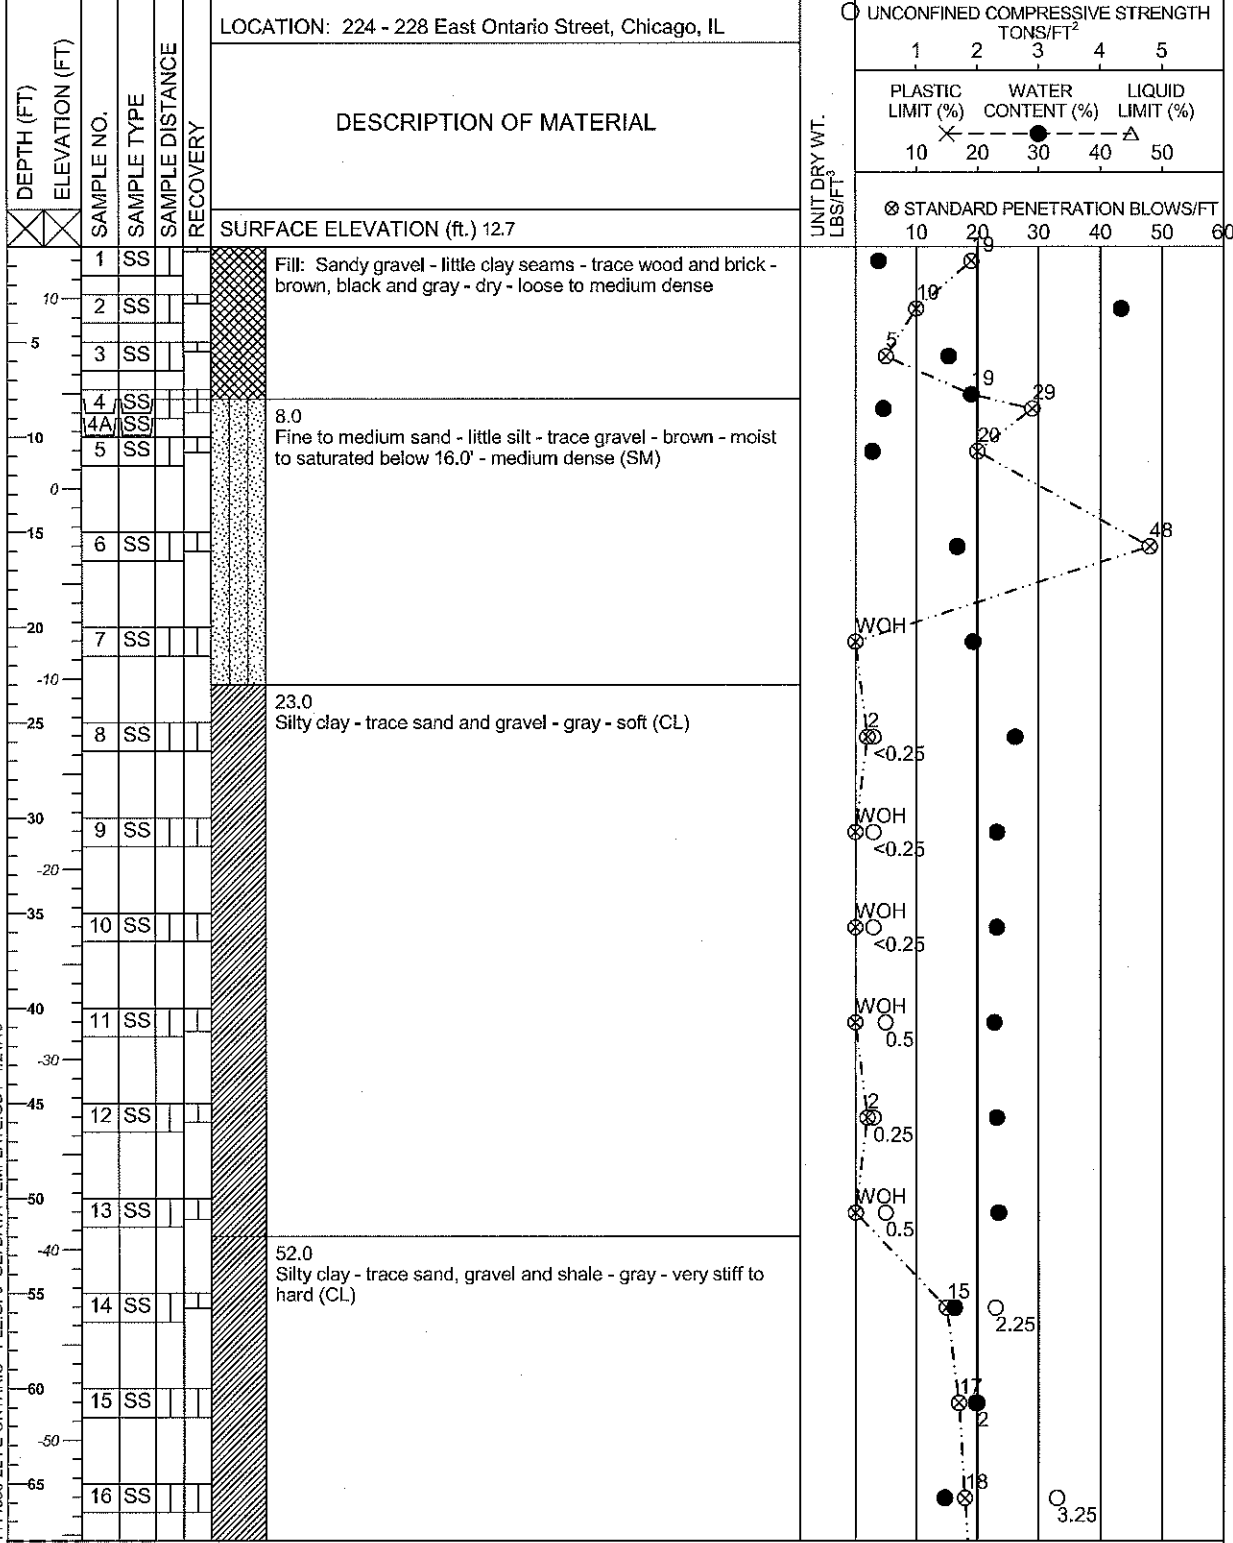 LOCATION: 224 - 228 East Ontario Street, Chicago, IL
DEPTH (FT)
ELEVATION (FT)
SAMPLE NO.
SAMPLE TYPE
SAMPLE DISTANCE
RECOVERY
DESCRIPTION OF MATERIAL
SURFACE ELEVATION (ft.) 12.7
UNIT DRY WT.
LBS/FT³
UNCONFINED COMPRESSIVE STRENGTH
TONS/FT²
1 2 3 4 5
PLASTIC WATER LIQUID
LIMIT (%) CONTENT (%) LIMIT (%)
10 20 30 40 50
STANDARD PENETRATION BLOWS/FT
10 20 30 40 50 60
1 SS
Fill: Sandy gravel - little clay seams - trace wood and brick -
brown, black and gray - dry - loose to medium dense
9
10
2 SS
10
5
3 SS
5
19
4 SS
29
4A SS
8.0
Fine to medium sand - little silt - trace gravel - brown - moist
to saturated below 16.0' - medium dense (SM)
10
5 SS
20
0
15
6 SS
48
20
7 SS
WOH
-10
23.0
Silty clay - trace sand and gravel - gray - soft (CL)
25
8 SS
2
<0.25
30
9 SS
WOH
<0.25
-20
35
10 SS
WOH
<0.25
40
11 SS
WOH
0.5
-30
45
12 SS
2
0.25
50
13 SS
WOH
0.5
-40
52.0
Silty clay - trace sand, gravel and shale - gray - very stiff to
hard (CL)
55
14 SS
15
2.25
60
15 SS
17
2
-50
65
16 SS
18
3.25